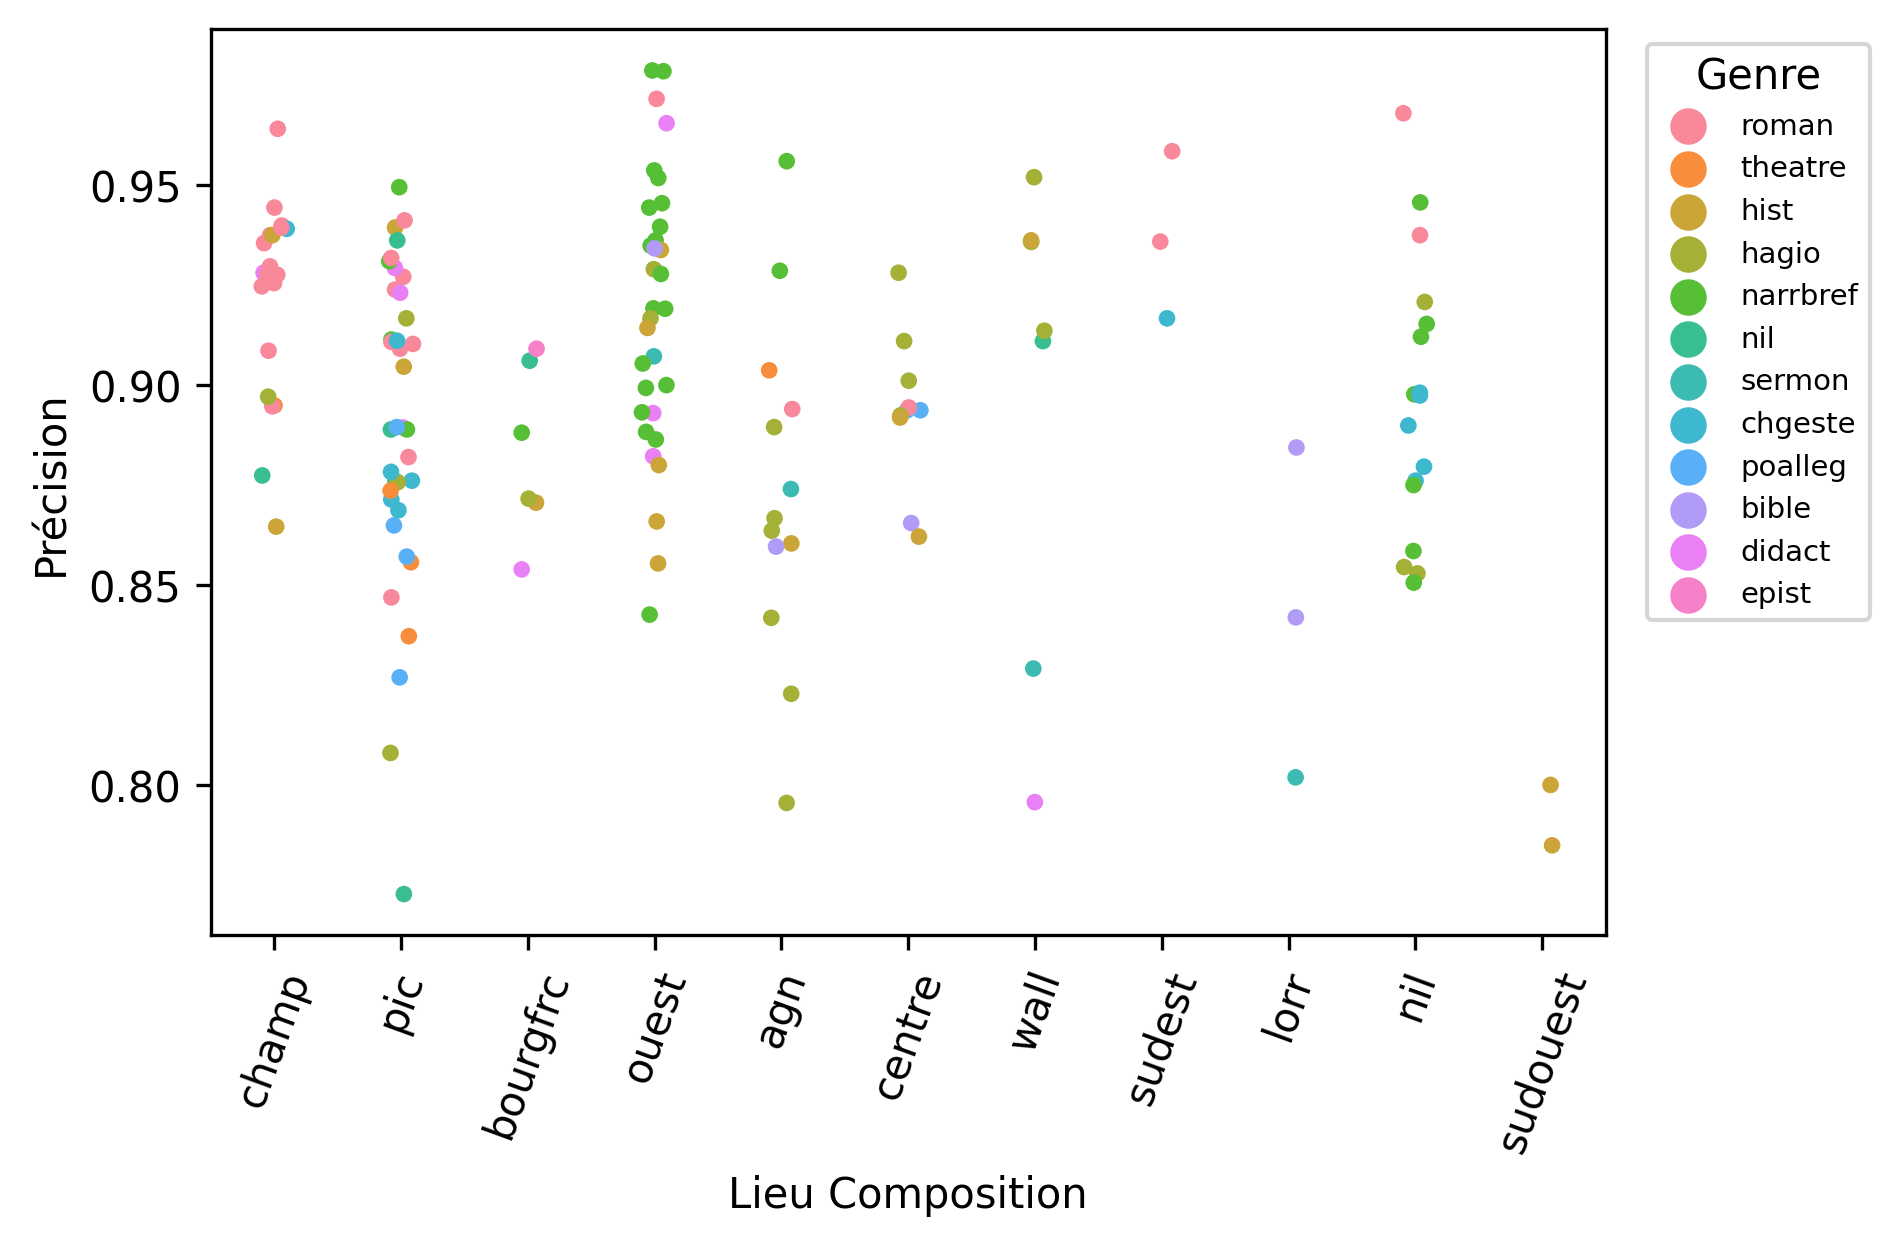 Précision
0.95
0.90
0.85
0.80
champ
pic
bourgfrc
ouest
agn
centre
wall
sudest
lorr
nil
sudouest
Lieu Composition
Genre
roman
theatre
hist
hagio
narrbref
nil
sermon
chgeste
poalleg
bible
didact
epist